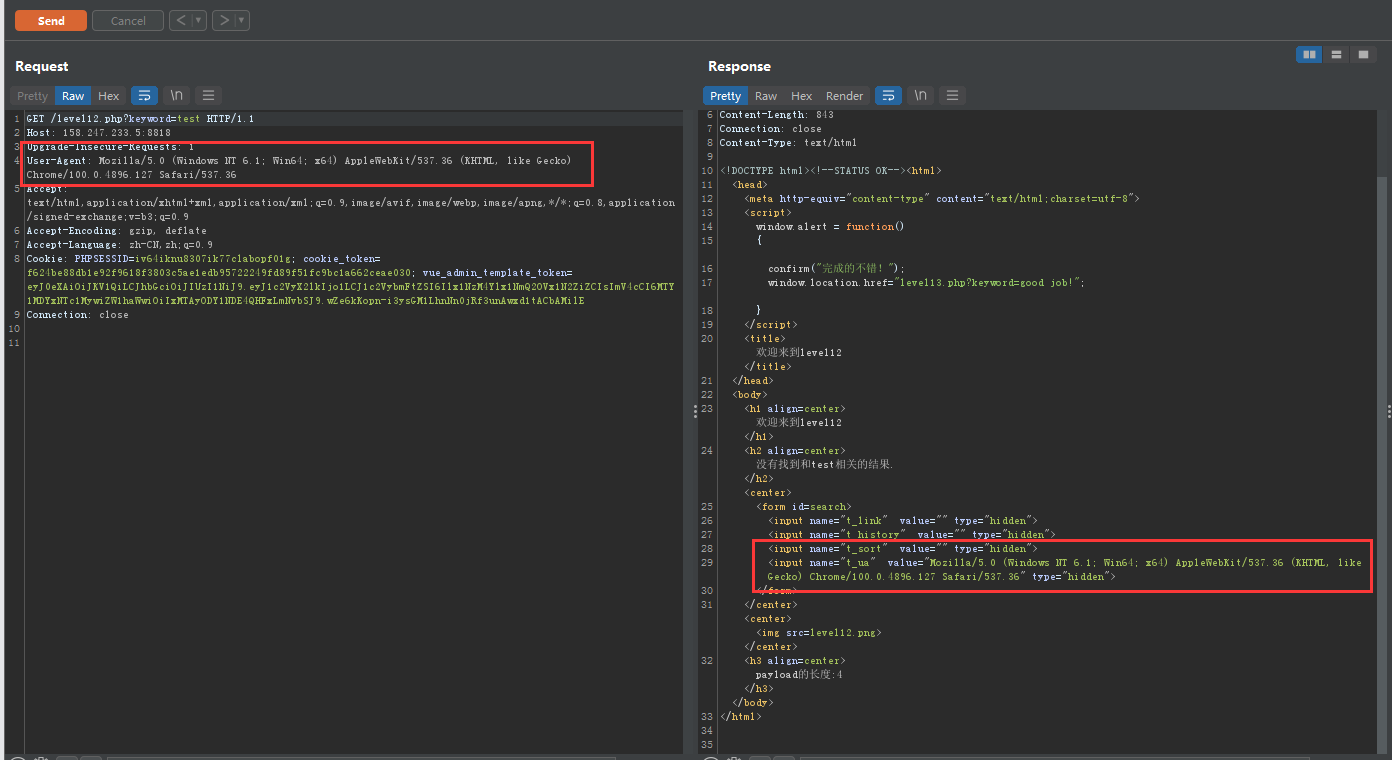 Send
Cancel
Request
Response
Pretty Raw Hex \n
Pretty Raw Hex Render \n
1 GET /level12.php?keyword=test HTTP/1.1
2 Host: 158.247.233.5:8818
3 Upgrade-Insecure-Requests: 1
4 User-Agent: Mozilla/5.0 (Windows NT 6.1; Win64; x64) AppleWebKit/537.36 (KHTML, like Gecko)
Chrome/100.0.4896.127 Safari/537.36
5 Accept:
text/html,application/xhtml+xml,application/xml;q=0.9,image/avif,image/webp,image/apng,*/*;q=0.8,application
/signed-exchange;v=b3;q=0.9
6 Accept-Encoding: gzip, deflate
7 Accept-Language: zh-CN,zh;q=0.9
8 Cookie: PHPSESSID= cookie_token=
vue_admin_template_token=
9 Connection: close
10
11
6 Content-Length: 843
7 Connection: close
8 Content-Type: text/html
9
10 <!DOCTYPE html><!--STATUS OK--><html>
11 <head>
12 <meta http-equiv="content-type" content="text/html;charset=utf-8">
13 <script>
14 window.alert = function()
15 {
16 confirm("完成的不错！");
17 window.location.href="level13.php?keyword=good job!";
18 }
19 </script>
20 <title>
欢迎来到level12
</title>
21 </head>
22 <body>
23 <h1 align=center>
欢迎来到level12
</h1>
24 <h2 align=center>
没有找到和test相关的结果.
</h2>
<center>
25 <form id=search>
26 <input name="t_link" value="" type="hidden">
27 <input name="t_history" value="" type="hidden">
28 <input name="t_sort" value="" type="hidden">
29 <input name="t_ua" value="Mozilla/5.0 (Windows NT 6.1; Win64; x64) AppleWebKit/537.36 (KHTML, like
Gecko) Chrome/100.0.4896.127 Safari/537.36" type="hidden">
30 </form>
31 </center>
<center>
<img src=level12.png>
</center>
32 <h3 align=center>
payload的长度:4
</h3>
</body>
33 </html>
34
35